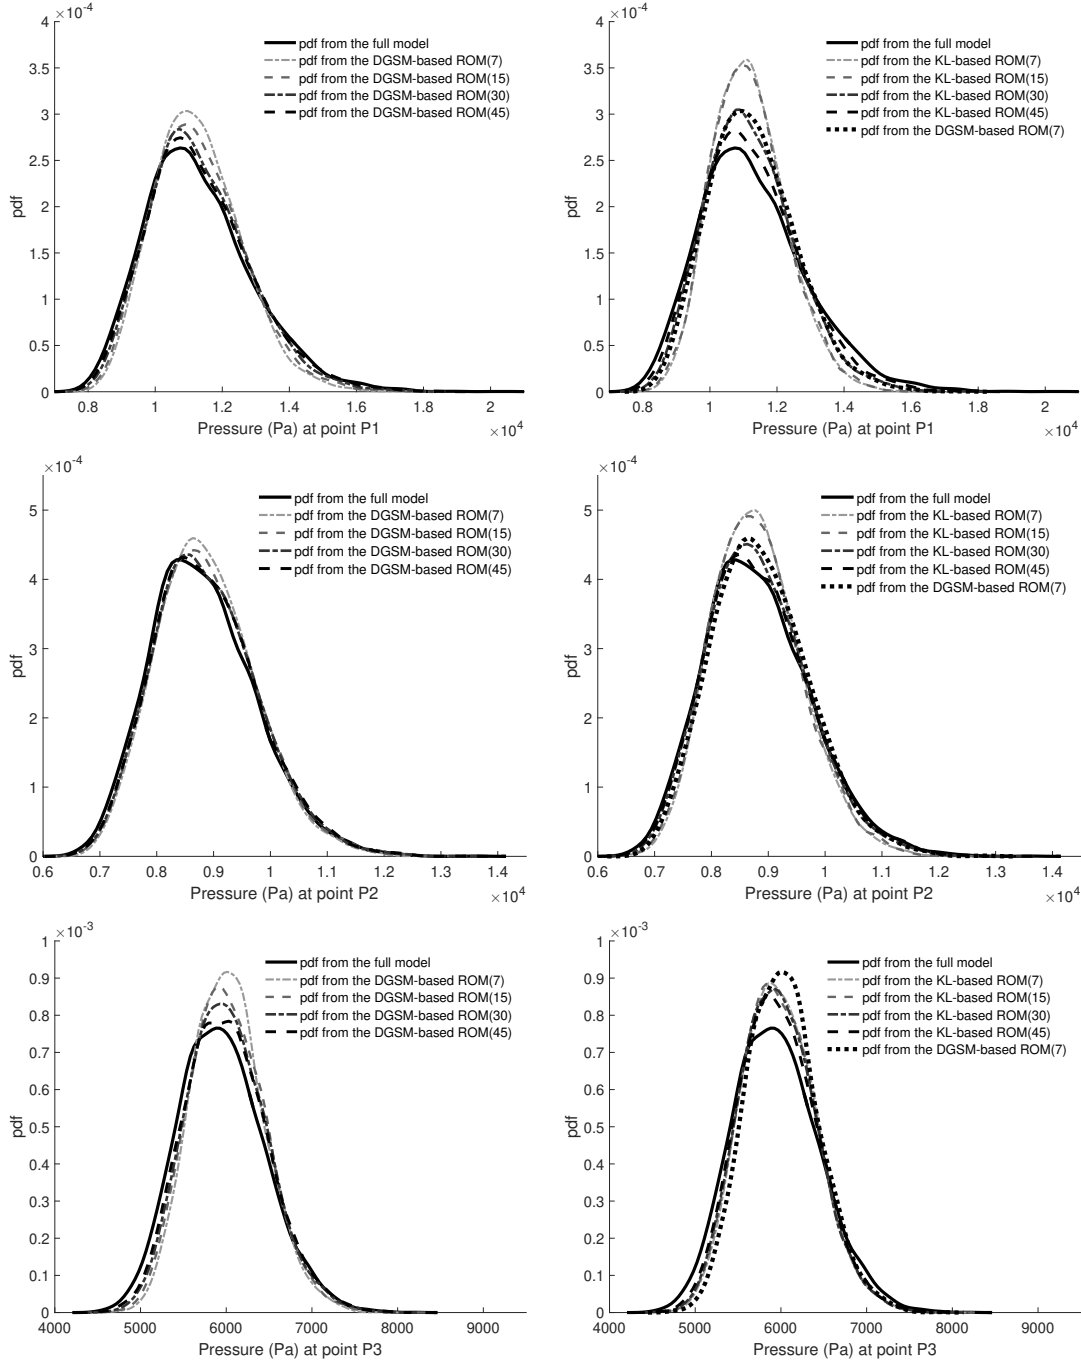 ×10⁻⁴
4
3.5
3
2.5
2
1.5
1
0.5
0
pdf
pdf from the full model
pdf from the DGSM-based ROM(7)
pdf from the DGSM-based ROM(15)
pdf from the DGSM-based ROM(30)
pdf from the DGSM-based ROM(45)
0.8 1 1.2 1.4 1.6 1.8 2
Pressure (Pa) at point P1
×10⁴
×10⁻⁴
4
3.5
3
2.5
2
1.5
1
0.5
0
pdf
pdf from the full model
pdf from the KL-based ROM(7)
pdf from the KL-based ROM(15)
pdf from the KL-based ROM(30)
pdf from the KL-based ROM(45)
pdf from the DGSM-based ROM(7)
0.8 1 1.2 1.4 1.6 1.8 2
Pressure (Pa) at point P1
×10⁴
×10⁻⁴
5
4
3
2
1
0
pdf
pdf from the full model
pdf from the DGSM-based ROM(7)
pdf from the DGSM-based ROM(15)
pdf from the DGSM-based ROM(30)
pdf from the DGSM-based ROM(45)
0.6 0.7 0.8 0.9 1 1.1 1.2 1.3 1.4
Pressure (Pa) at point P2
×10⁴
×10⁻⁴
5
4
3
2
1
0
pdf
pdf from the full model
pdf from the KL-based ROM(7)
pdf from the KL-based ROM(15)
pdf from the KL-based ROM(30)
pdf from the KL-based ROM(45)
pdf from the DGSM-based ROM(7)
0.6 0.7 0.8 0.9 1 1.1 1.2 1.3 1.4
Pressure (Pa) at point P2
×10⁴
×10⁻³
1
0.9
0.8
0.7
0.6
0.5
0.4
0.3
0.2
0.1
0
pdf
pdf from the full model
pdf from the DGSM-based ROM(7)
pdf from the DGSM-based ROM(15)
pdf from the DGSM-based ROM(30)
pdf from the DGSM-based ROM(45)
4000 5000 6000 7000 8000 9000
Pressure (Pa) at point P3
×10⁻³
1
0.9
0.8
0.7
0.6
0.5
0.4
0.3
0.2
0.1
0
pdf
pdf from the full model
pdf from the KL-based ROM(7)
pdf from the KL-based ROM(15)
pdf from the KL-based ROM(30)
pdf from the KL-based ROM(45)
pdf from the DGSM-based ROM(7)
4000 5000 6000 7000 8000 9000
Pressure (Pa) at point P3